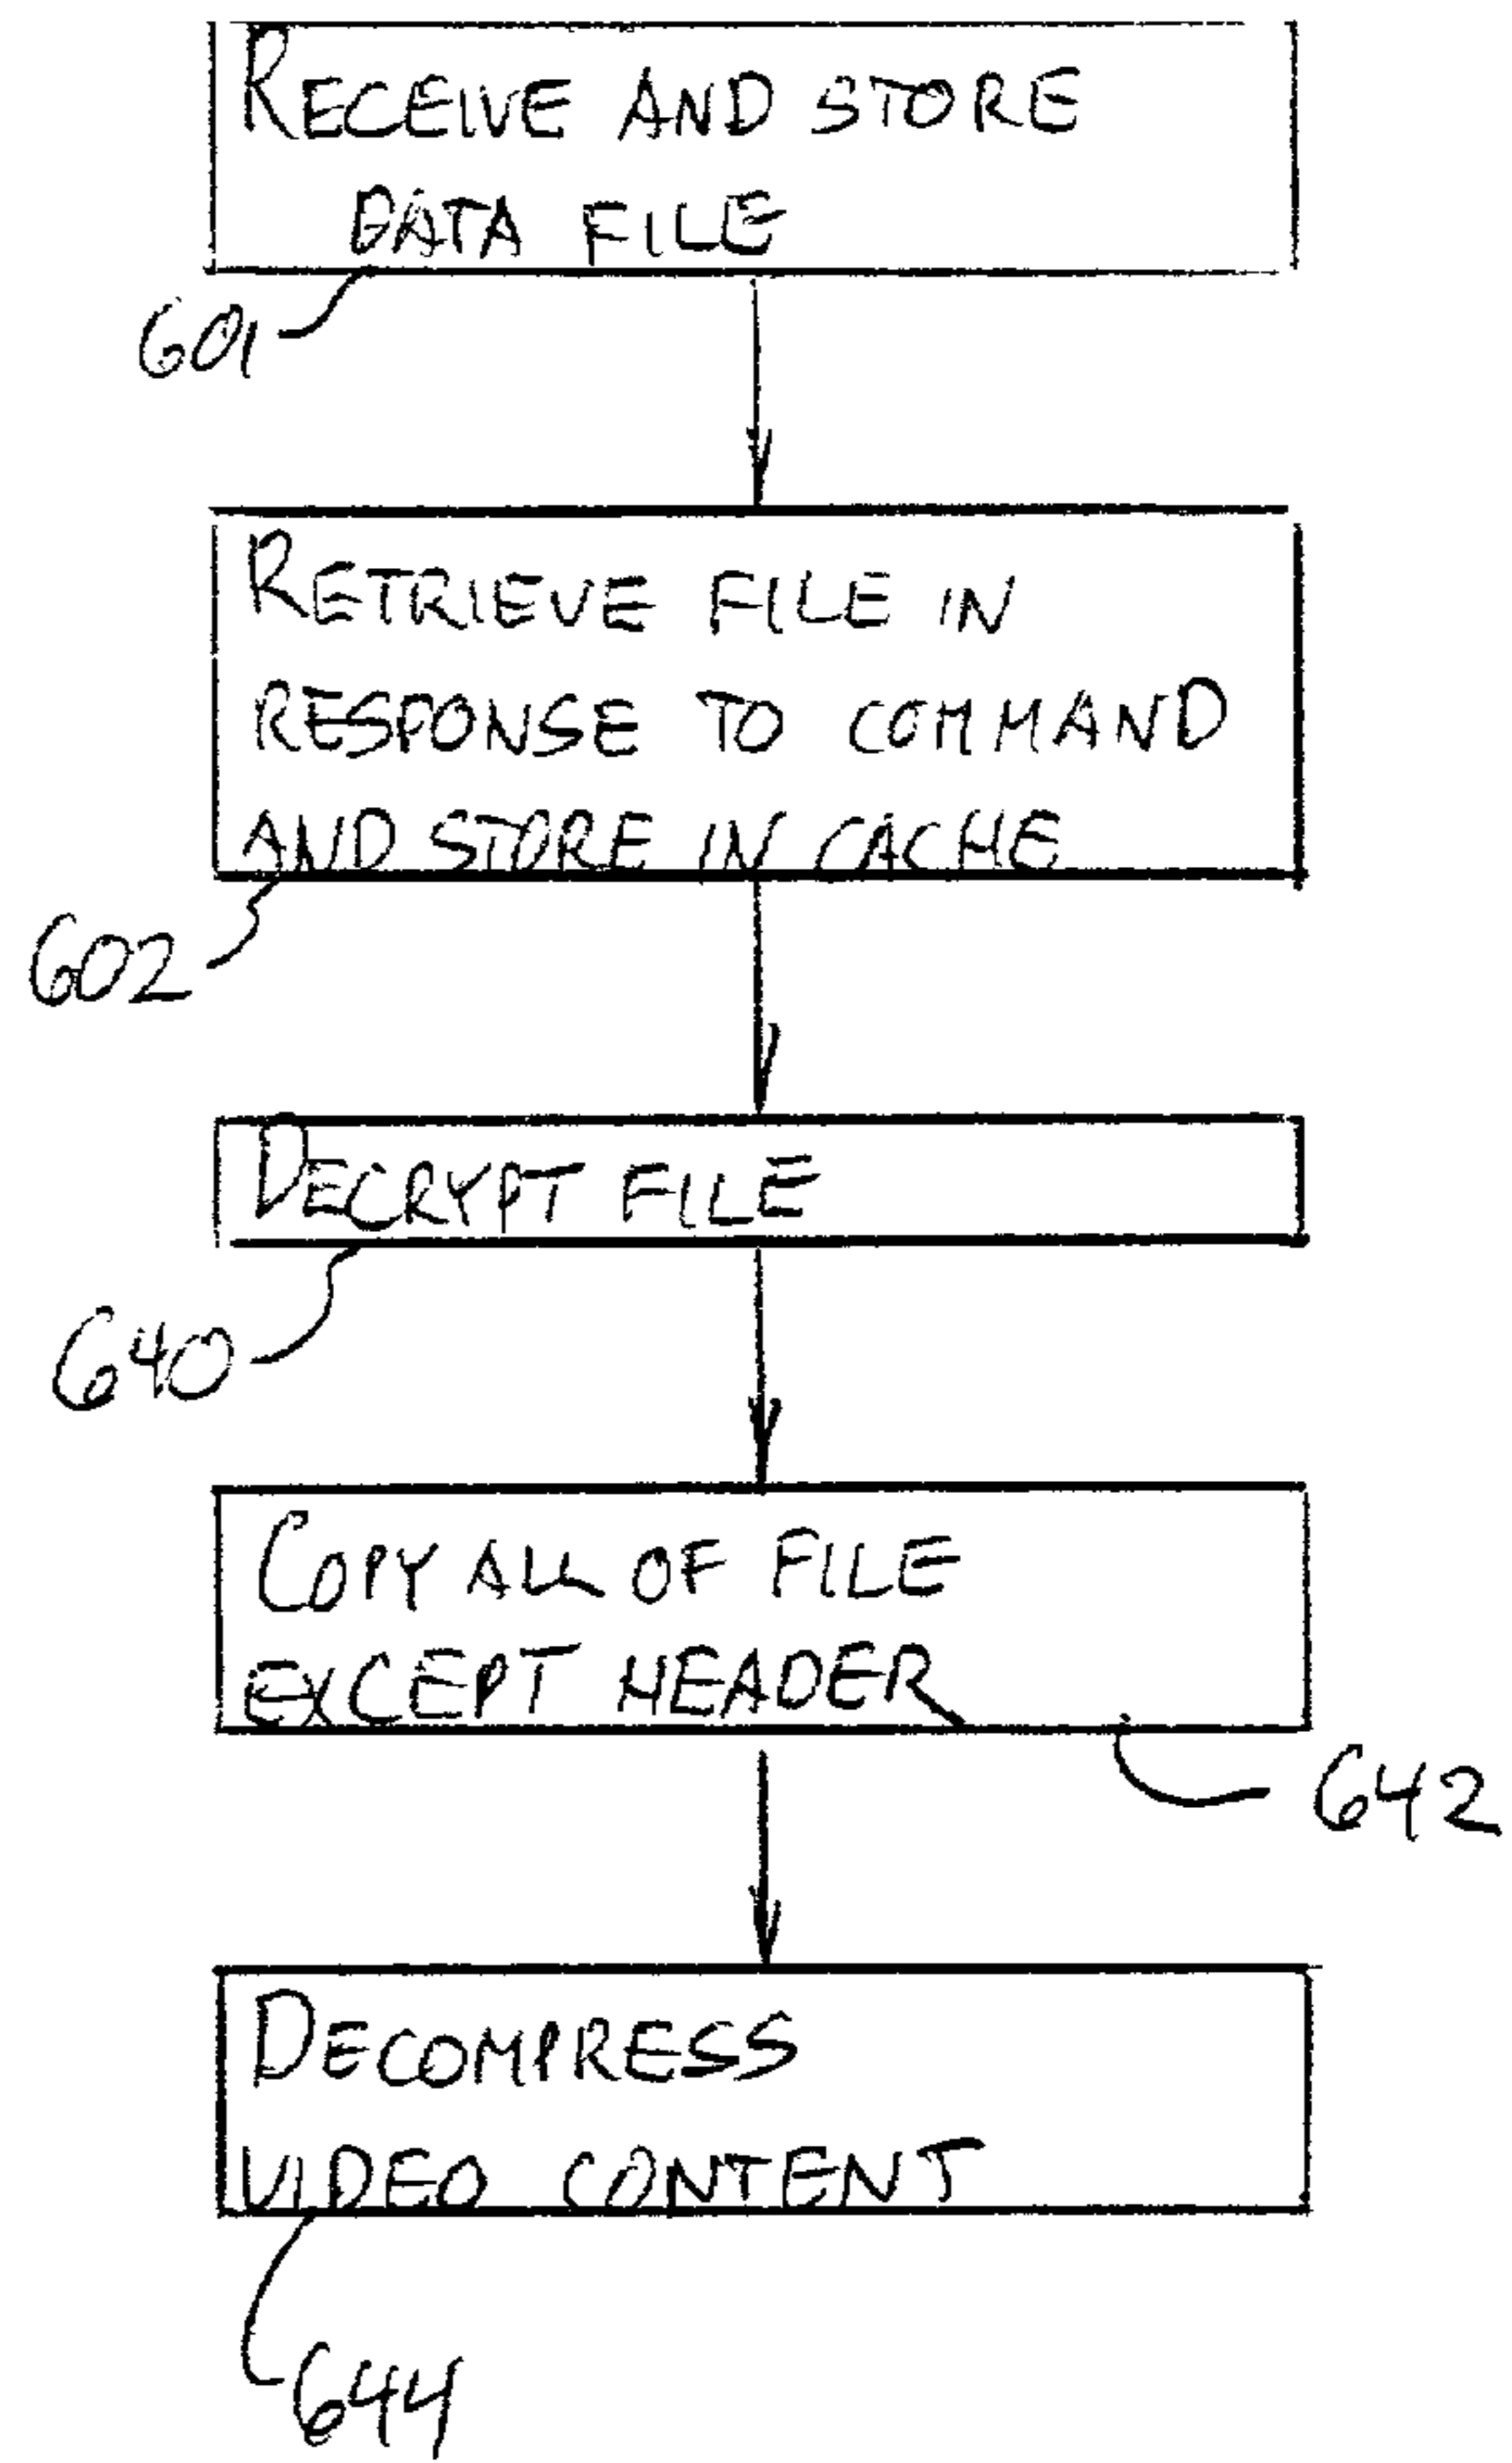 RECEIVE AND STORE
DATA FILE
601
RETRIEVE FILE IN
RESPONSE TO COMMAND
AND STORE IN CACHE
602
DECRYPT FILE
640
COPY ALL OF FILE
EXCEPT HEADER
642
DECOMPRESS
VIDEO CONTENT
644